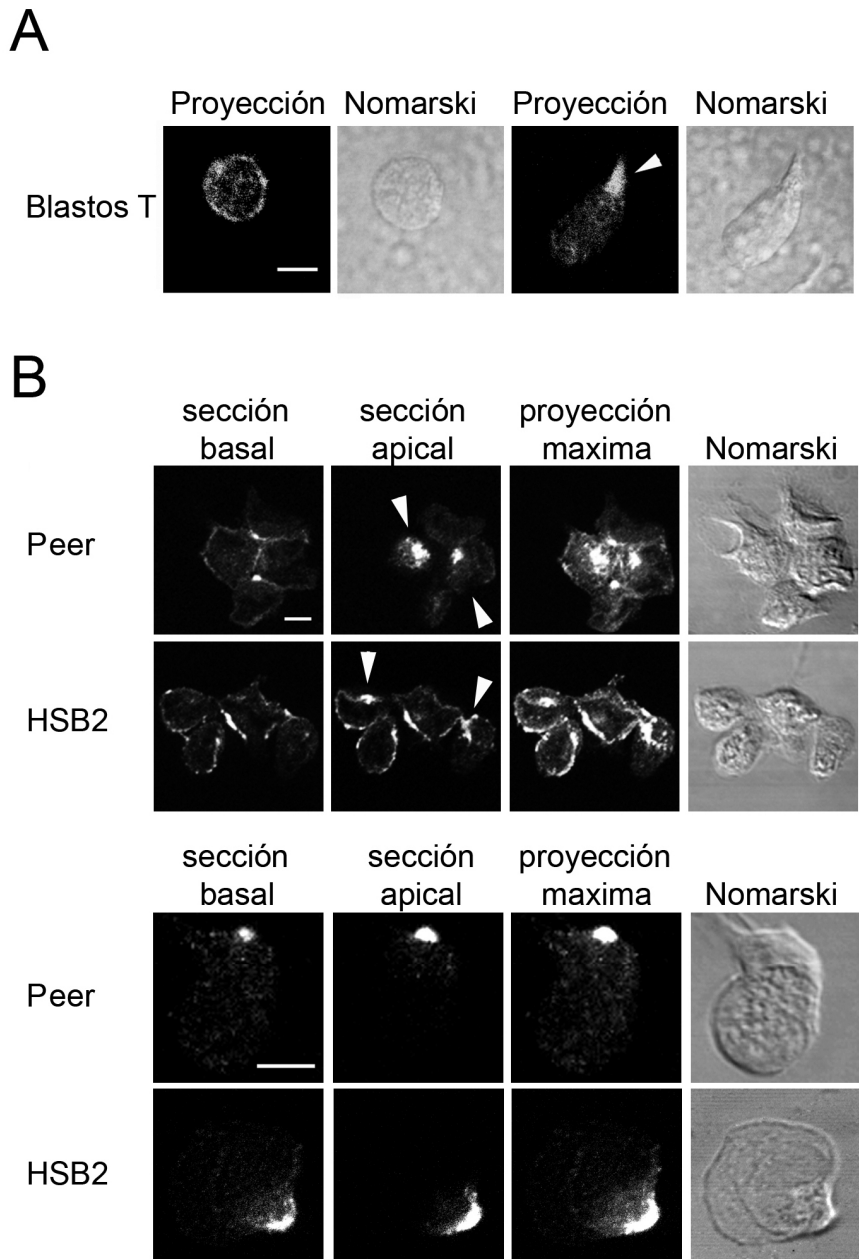 A
Proyección Nomarski Proyección Nomarski
Blastos T
B
sección basal
sección apical
proyección maxima
Nomarski
Peer
HSB2
sección basal
sección apical
proyección maxima
Nomarski
Peer
HSB2